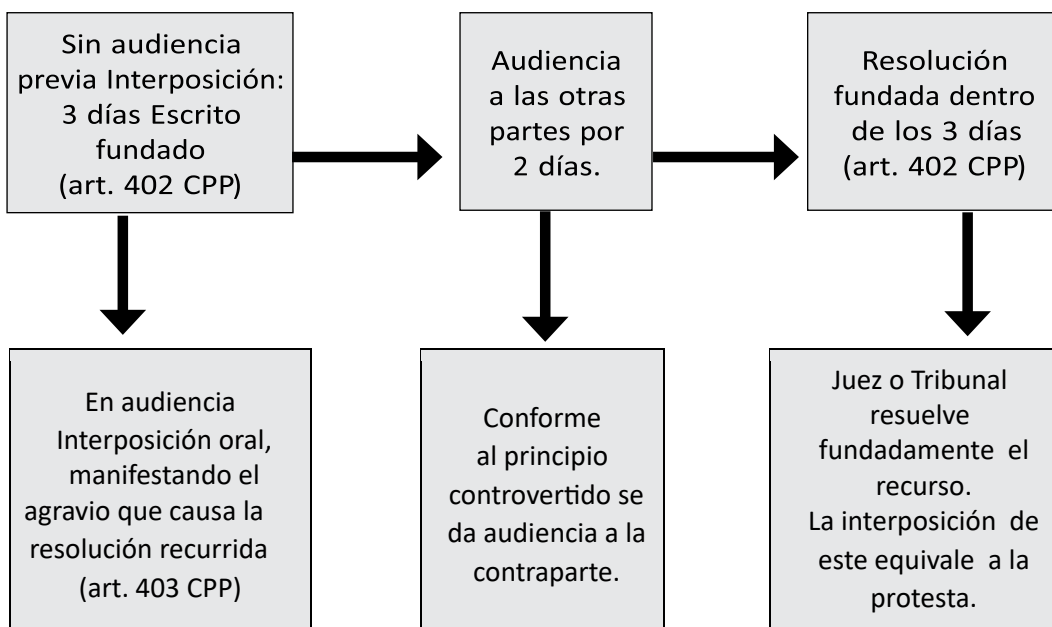 Sin audiencia
previa Interposición:
3 días Escrito
fundado
(art. 402 CPP)
Audiencia
a las otras
partes por
2 días.
Resolución
fundada dentro
de los 3 días
(art. 402 CPP)
En audiencia
Interposición oral,
manifestando el
agravio que causa la
resolución recurrida
(art. 403 CPP)
Conforme
al principio
controvertido se
da audiencia a la
contraparte.
Juez o Tribunal
resuelve
fundadamente el
recurso.
La interposición de
este equivale a la
protesta.